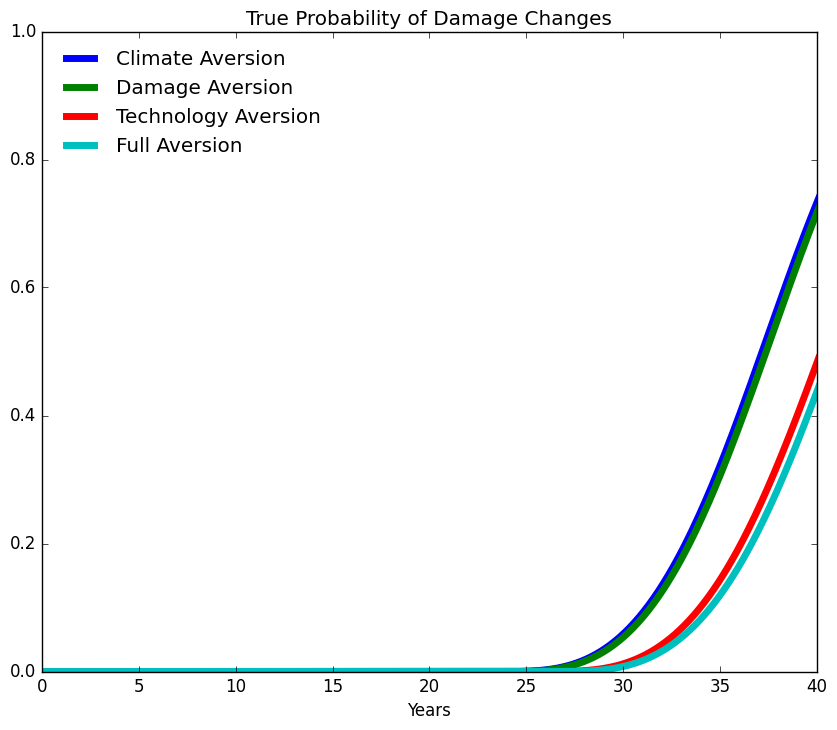 True Probability of Damage Changes
1.0
Climate Aversion
Damage Aversion
Technology Aversion
Full Aversion
0.8
0.6
0.4
0.2
0.0
0 5 10 15 20 25 30 35 40
Years